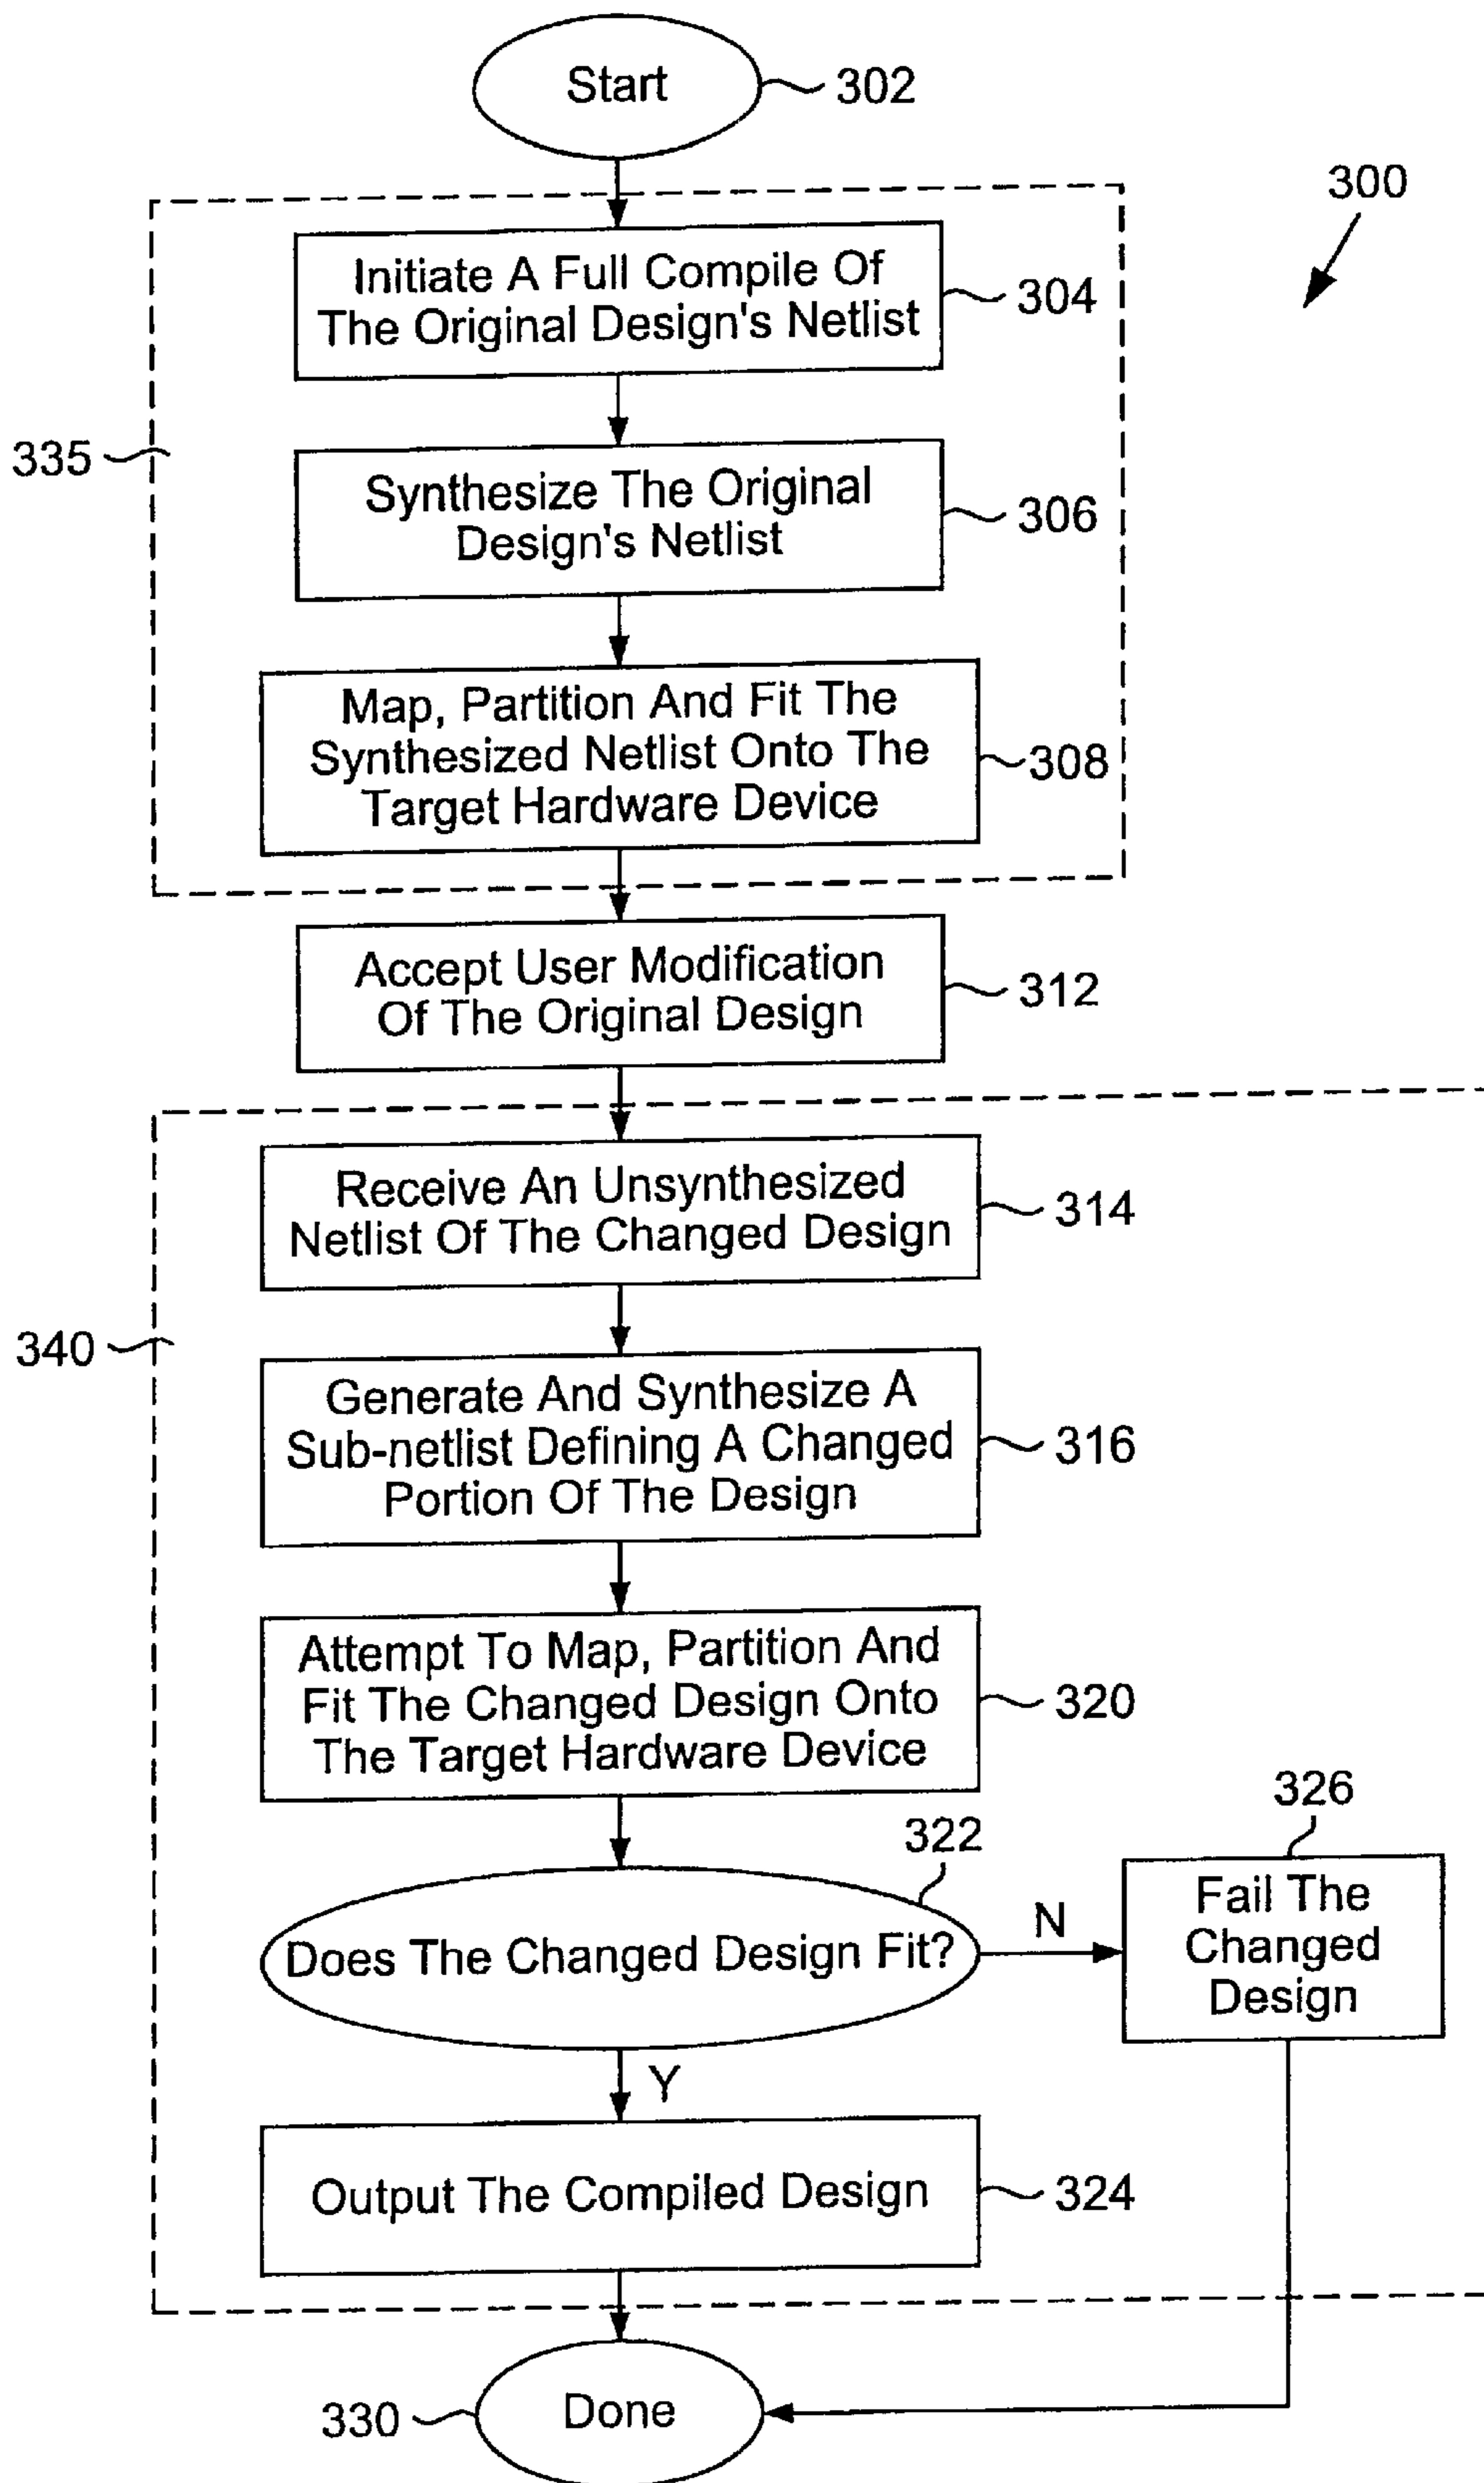 Start
302
300
Initiate A Full Compile Of
The Original Design's Netlist
304
335
Synthesize The Original
Design's Netlist
306
Map, Partition And Fit The
Synthesized Netlist Onto The
Target Hardware Device
308
Accept User Modification
Of The Original Design
312
Receive An Unsynthesized
Netlist Of The Changed Design
314
340
Generate And Synthesize A
Sub-netlist Defining A Changed
Portion Of The Design
316
Attempt To Map, Partition And
Fit The Changed Design Onto
The Target Hardware Device
320
322
Does The Changed Design Fit?
N
326
Fail The
Changed
Design
Y
Output The Compiled Design
324
330
Done